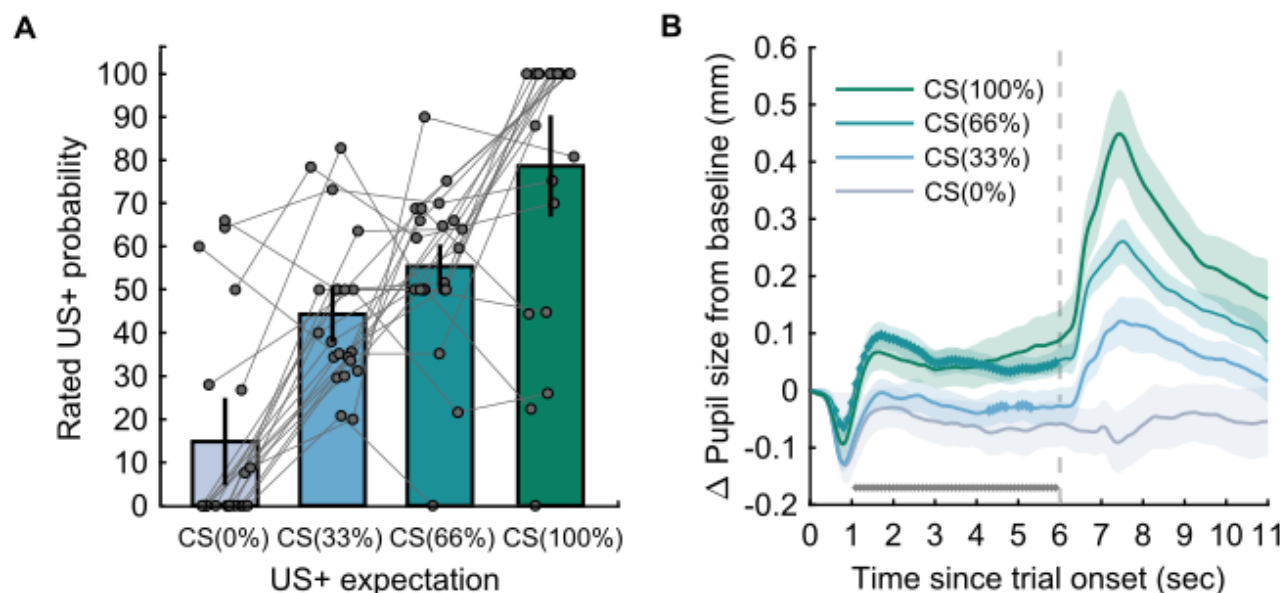 A
Rated US+ probability
100
90
80
70
60
50
40
30
20
10
0
CS(0%) CS(33%) CS(66%) CS(100%)
US+ expectation
B
Δ Pupil size from baseline (mm)
0.6
0.5
0.4
0.3
0.2
0.1
0
-0.1
-0.2
CS(100%)
CS(66%)
CS(33%)
CS(0%)
0 1 2 3 4 5 6 7 8 9 10 11
Time since trial onset (sec)